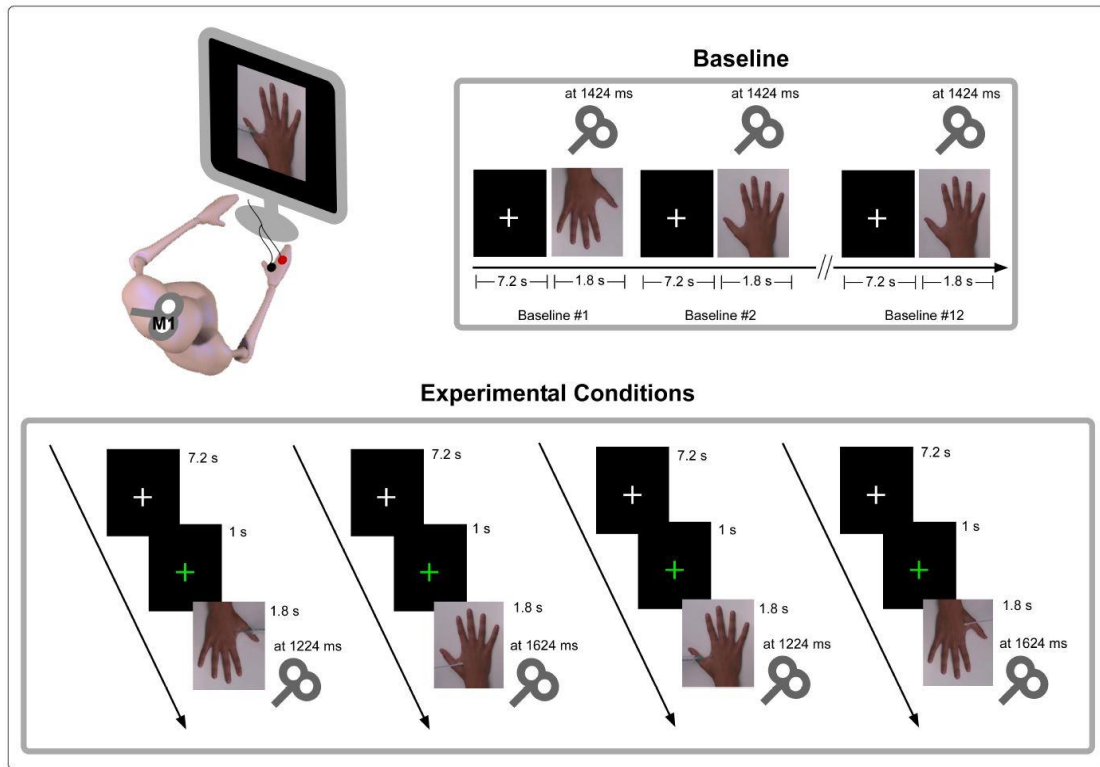 Baseline
at 1424 ms
at 1424 ms
at 1424 ms
7.2 s
1.8 s
7.2 s
1.8 s
7.2 s
1.8 s
Baseline #1
Baseline #2
Baseline #12
M1
Experimental Conditions
7.2 s
1 s
1.8 s
at 1224 ms
7.2 s
1 s
1.8 s
at 1624 ms
7.2 s
1 s
1.8 s
at 1224 ms
7.2 s
1 s
1.8 s
at 1624 ms